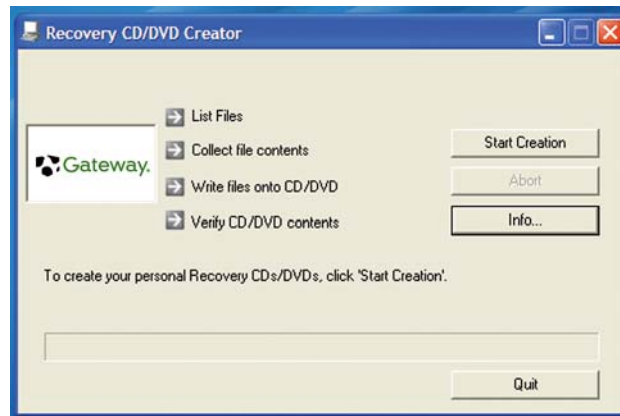 Recovery CD/DVD Creator
List Files
Collect file contents
Write files onto CD/DVD
Verify CD/DVD contents
Gateway.
Start Creation
Abort
Info...
To create your personal Recovery CDs/DVDs, click 'Start Creation'.
Quit